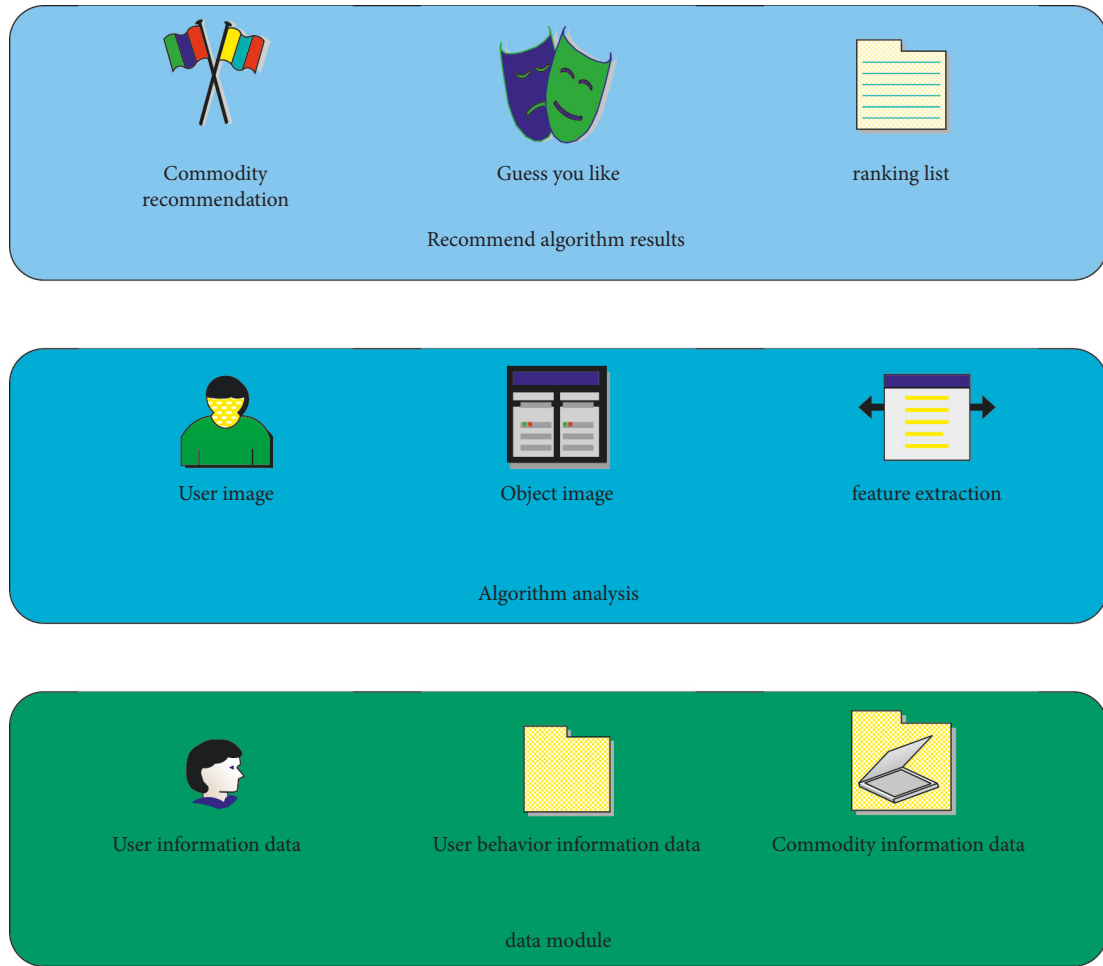 Commodity
recommendation
Guess you like
ranking list
Recommend algorithm results
User image
Object image
feature extraction
Algorithm analysis
User information data
User behavior information data
Commodity information data
data module